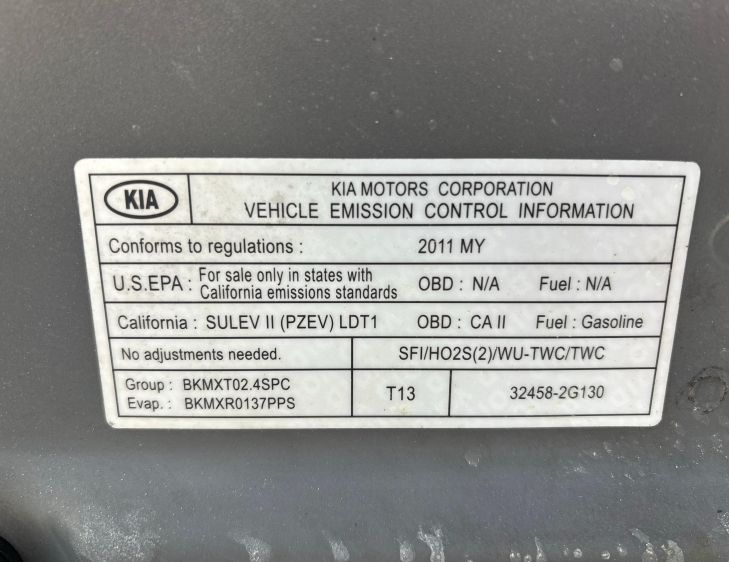 KIA
KIA MOTORS CORPORATION
VEHICLE EMISSION CONTROL INFORMATION
Conforms to regulations : 2011 MY
U.S.EPA : For sale only in states with California emissions standards OBD : N/A Fuel : N/A
California : SULEV II (PZEV) LDT1 OBD : CA II Fuel : Gasoline
No adjustments needed. SFI/HO2S(2)/WU-TWC/TWC
Group : BKMXT02.4SPC
Evap. : BKMXR0137PPS
T13
32458-2G130